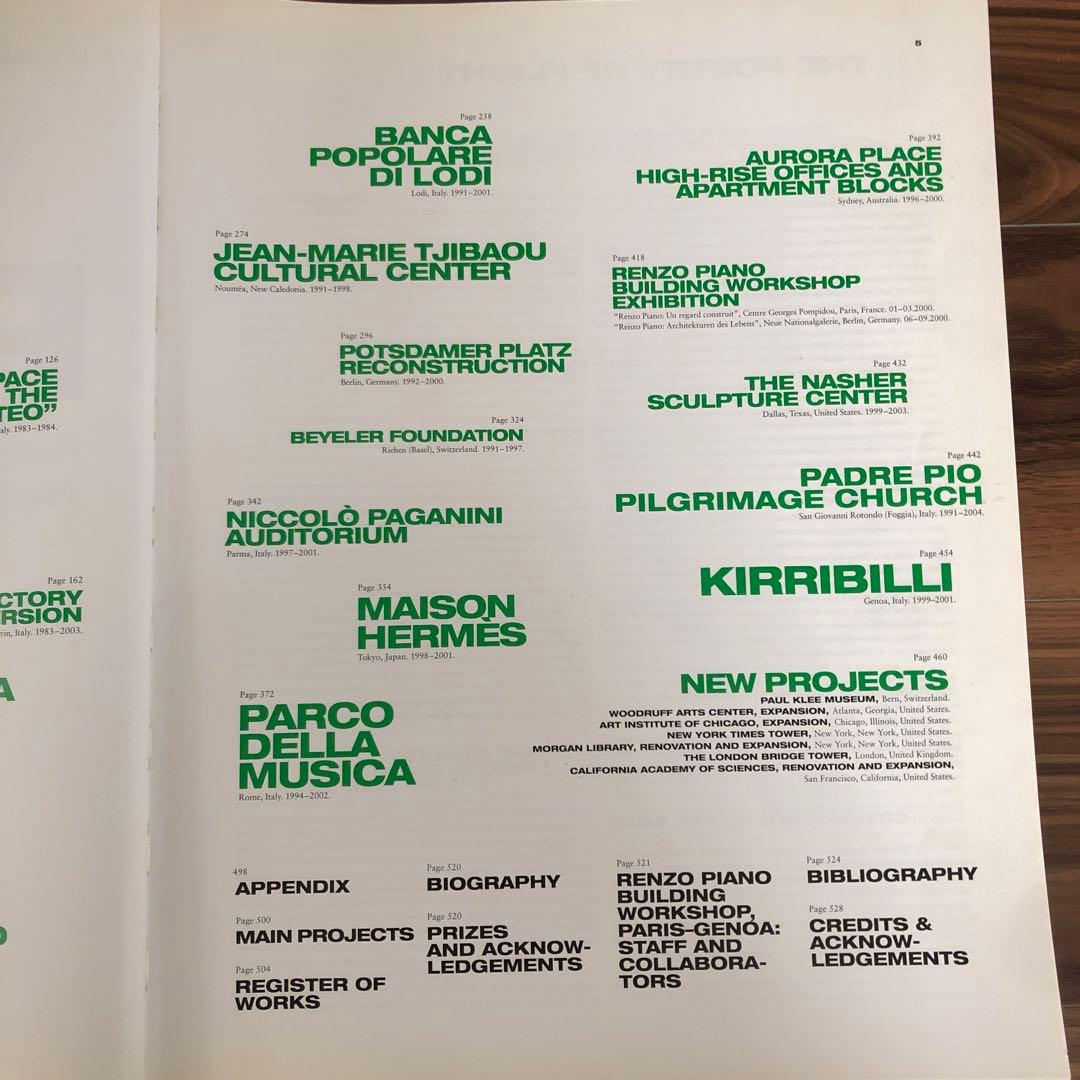 5
Page 126
PACE
THE
TEO”
aly. 1983–1984.
Page 162
CTORY
RSION
rin, Italy. 1983–2003.
A
Page 258
BANCA
POPOLARE
DI LODI
Lodi, Italy. 1991–2001.
Page 274
JEAN-MARIE TJIBAOU
CULTURAL CENTER
Nouméa, New Caledonia. 1991–1998.
Page 296
POTSDAMER PLATZ
RECONSTRUCTION
Berlin, Germany. 1992–2000.
Page 324
BEYELER FOUNDATION
Riehen (Basel), Switzerland. 1991–1997.
Page 342
NICCOLÒ PAGANINI
AUDITORIUM
Parma, Italy. 1997–2001.
Page 354
MAISON
HERMÈS
Tokyo, Japan. 1998–2001.
Page 372
PARCO
DELLA
MUSICA
Rome, Italy. 1994–2002.
Page 392
AURORA PLACE
HIGH-RISE OFFICES AND
APARTMENT BLOCKS
Sydney, Australia. 1996–2000.
Page 418
RENZO PIANO
BUILDING WORKSHOP
EXHIBITION
“Renzo Piano: Un regard construit”, Centre Georges Pompidou, Paris, France. 01–03.2000.
“Renzo Piano: Architekturen des Lebens”, Neue Nationalgalerie, Berlin, Germany. 06–09.2000.
Page 432
THE NASHER
SCULPTURE CENTER
Dallas, Texas, United States. 1999–2003.
Page 442
PADRE PIO
PILGRIMAGE CHURCH
San Giovanni Rotondo (Foggia), Italy. 1991–2004.
Page 454
KIRRIBILLI
Genoa, Italy. 1999–2001.
Page 460
NEW PROJECTS
PAUL KLEE MUSEUM, Bern, Switzerland.
WOODRUFF ARTS CENTER, EXPANSION, Atlanta, Georgia, United States.
ART INSTITUTE OF CHICAGO, EXPANSION, Chicago, Illinois, United States.
NEW YORK TIMES TOWER, New York, New York, United States.
MORGAN LIBRARY, RENOVATION AND EXPANSION, New York, New York, United States.
THE LONDON BRIDGE TOWER, London, United Kingdom.
CALIFORNIA ACADEMY OF SCIENCES, RENOVATION AND EXPANSION,
San Francisco, California, United States.
498
APPENDIX
Page 500
MAIN PROJECTS
Page 504
REGISTER OF
WORKS
Page 520
BIOGRAPHY
Page 520
PRIZES
AND ACKNOW-
LEDGEMENTS
Page 521
RENZO PIANO
BUILDING
WORKSHOP,
PARIS–GENOA:
STAFF AND
COLLABORA-
TORS
Page 524
BIBLIOGRAPHY
Page 528
CREDITS &
ACKNOW-
LEDGEMENTS